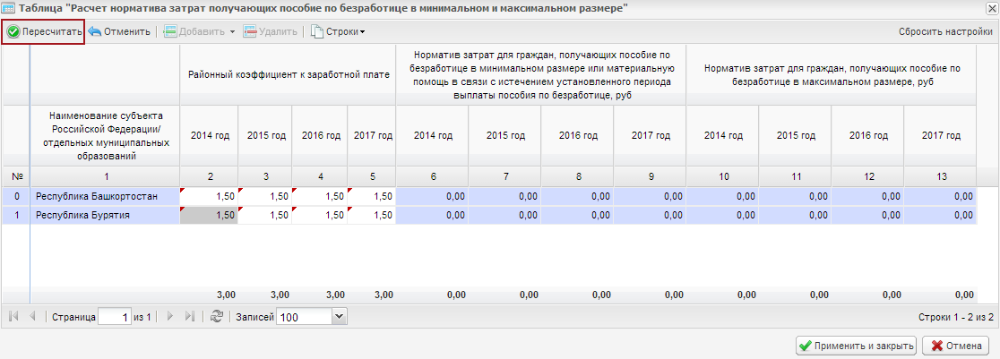 Таблица "Расчет норматива затрат получающих пособие по безработице в минимальном и максимальном размере"
Пересчитать Отменить Добавить Удалить Строки Сбросить настройки
Районный коэффициент к заработной плате
Норматив затрат для граждан, получающих пособие по
безработице в минимальном размере или материальную
помощь в связи с истечением установленного периода
выплаты пособия по безработице, руб
Норматив затрат для граждан, получающих пособие по
безработице в максимальном размере, руб
Наименование субъекта
Российской Федерации/
отдельных муниципальных
образований
2014 год 2015 год 2016 год 2017 год 2014 год 2015 год 2016 год 2017 год 2014 год 2015 год 2016 год 2017 год
№ 1 2 3 4 5 6 7 8 9 10 11 12 13
0 Республика Башкортостан 1,50 1,50 1,50 1,50 0,00 0,00 0,00 0,00 0,00 0,00 0,00 0,00
1 Республика Бурятия 1,50 1,50 1,50 1,50 0,00 0,00 0,00 0,00 0,00 0,00 0,00 0,00
3,00 3,00 3,00 3,00 0,00 0,00 0,00 0,00 0,00 0,00 0,00 0,00
Страница 1 из 1 Записей 100 Строки 1 - 2 из 2
Применить и закрыть Отмена